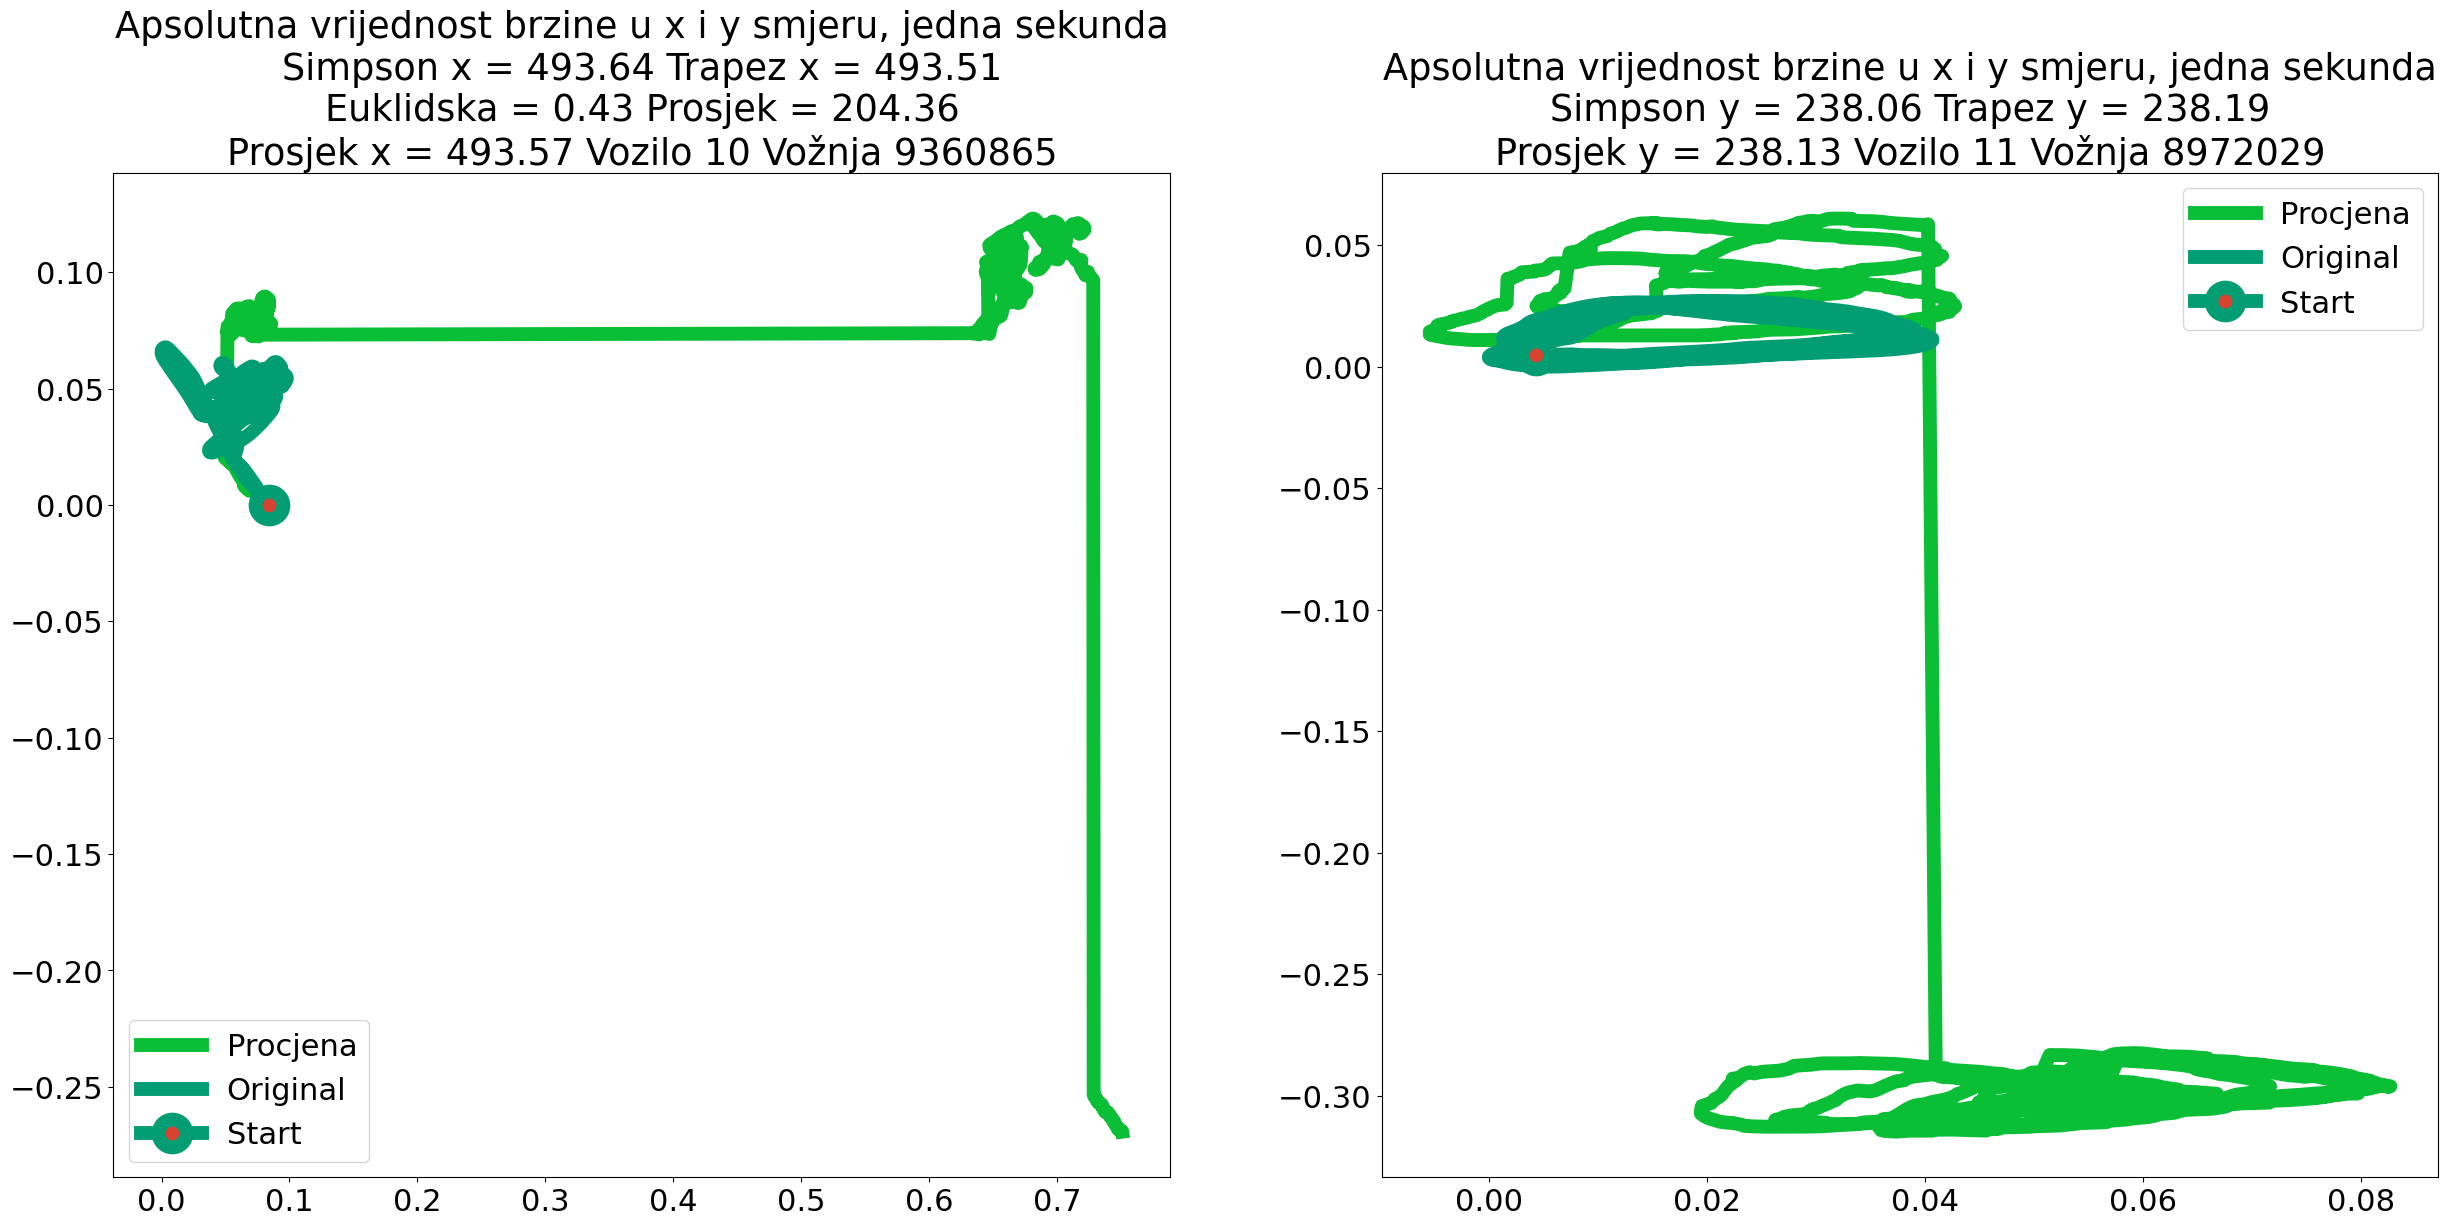 Apsolutna vrijednost brzine u x i y smjeru, jedna sekunda
Simpson x = 493.64 Trapez x = 493.51
Euklidska = 0.43 Prosjek = 204.36
Prosjek x = 493.57 Vozilo 10 Vožnja 9360865
0.10
0.05
0.00
−0.05
−0.10
−0.15
−0.20
−0.25
Procjena
Original
Start
0.0 0.1 0.2 0.3 0.4 0.5 0.6 0.7
Apsolutna vrijednost brzine u x i y smjeru, jedna sekunda
Simpson y = 238.06 Trapez y = 238.19
Prosjek y = 238.13 Vozilo 11 Vožnja 8972029
Procjena
Original
Start
0.05
0.00
−0.05
−0.10
−0.15
−0.20
−0.25
−0.30
0.00 0.02 0.04 0.06 0.08